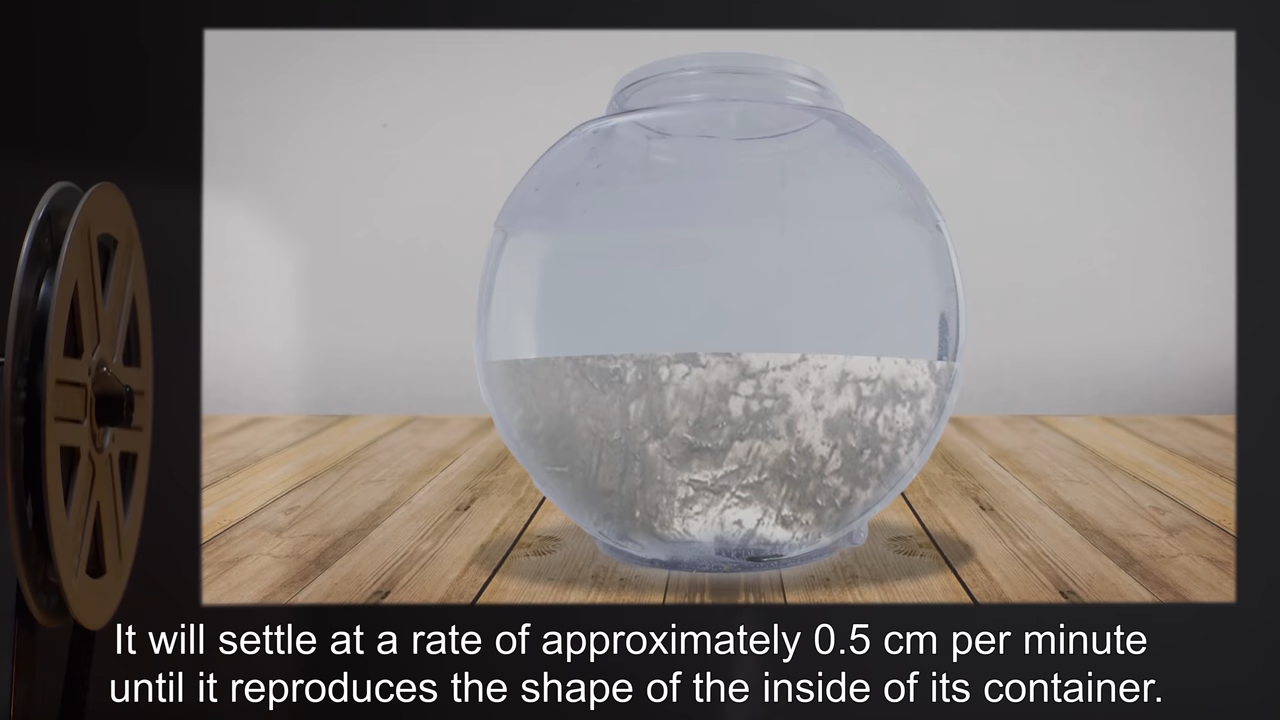 It will settle at a rate of approximately 0.5 cm per minute
until it reproduces the shape of the inside of its container.